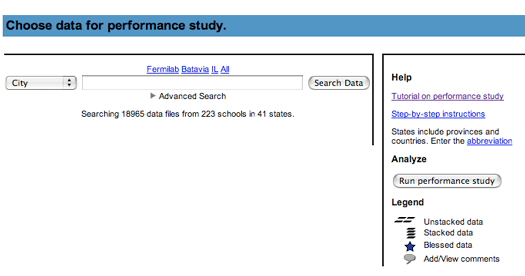 Choose data for performance study.
Fermilab Batavia IL All
City
Search Data
Advanced Search
Searching 18965 data files from 223 schools in 41 states.
Help
Tutorial on performance study
Step-by-step instructions
States include provinces and
countries. Enter the abbreviation
Analyze
Run performance study
Legend
Unstacked data
Stacked data
Blessed data
Add/View comments